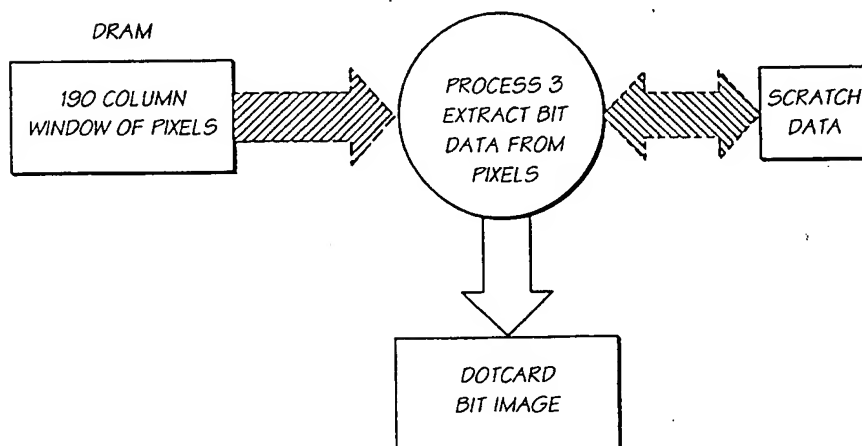 DRAM
190 COLUMN
WINDOW OF PIXELS
PROCESS 3
EXTRACT BIT
DATA FROM
PIXELS
SCRATCH
DATA
DOTCARD
BIT IMAGE